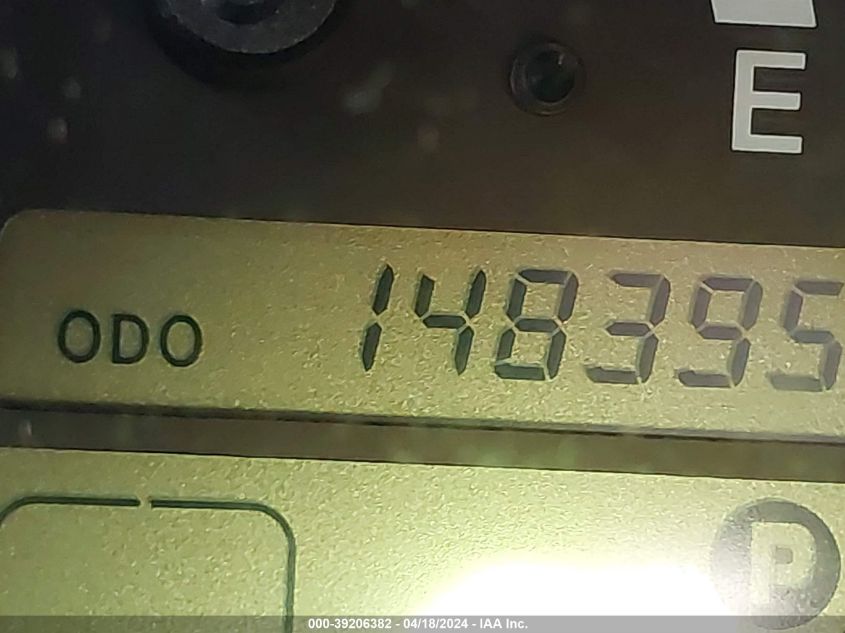 E
ODO 148395
P
000-39206382 - 04/18/2024 - IAA Inc.